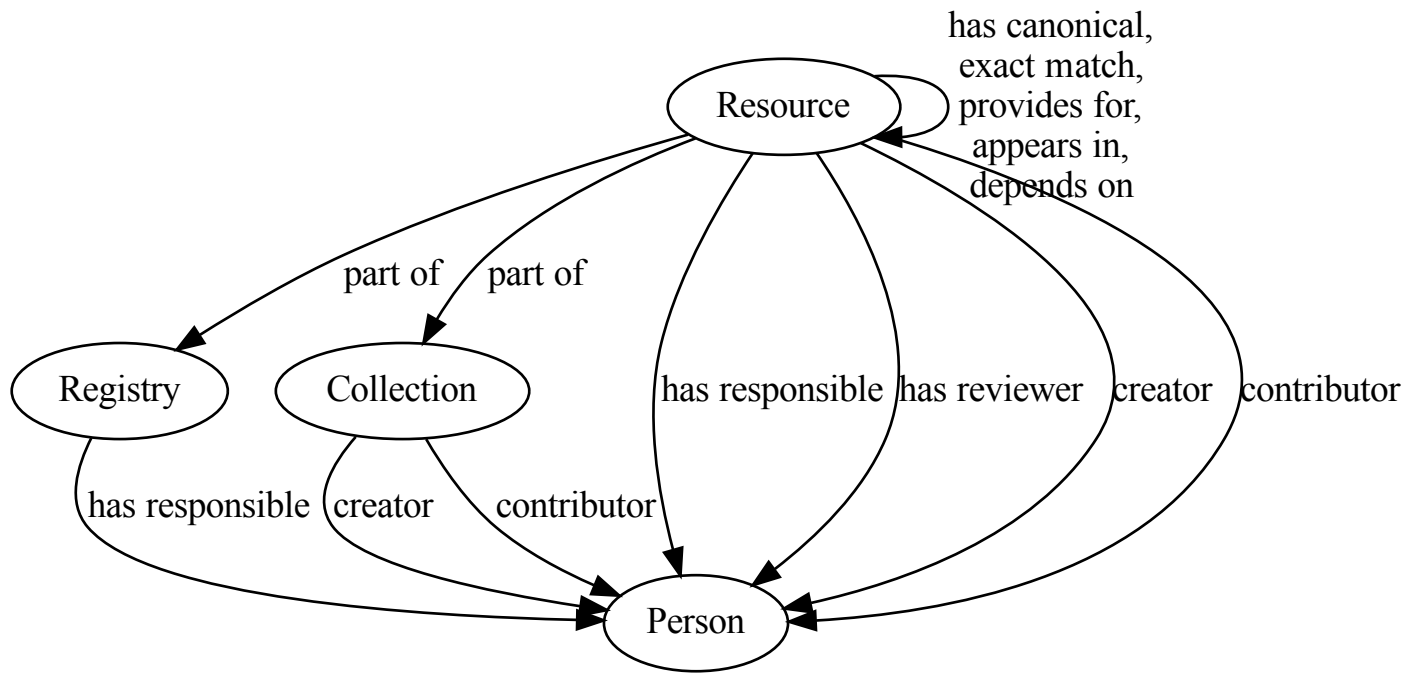 has canonical,
exact match,
provides for,
appears in,
depends on
Resource
part of
part of
Registry
Collection
has responsible
has reviewer
creator
contributor
has responsible
creator
contributor
Person